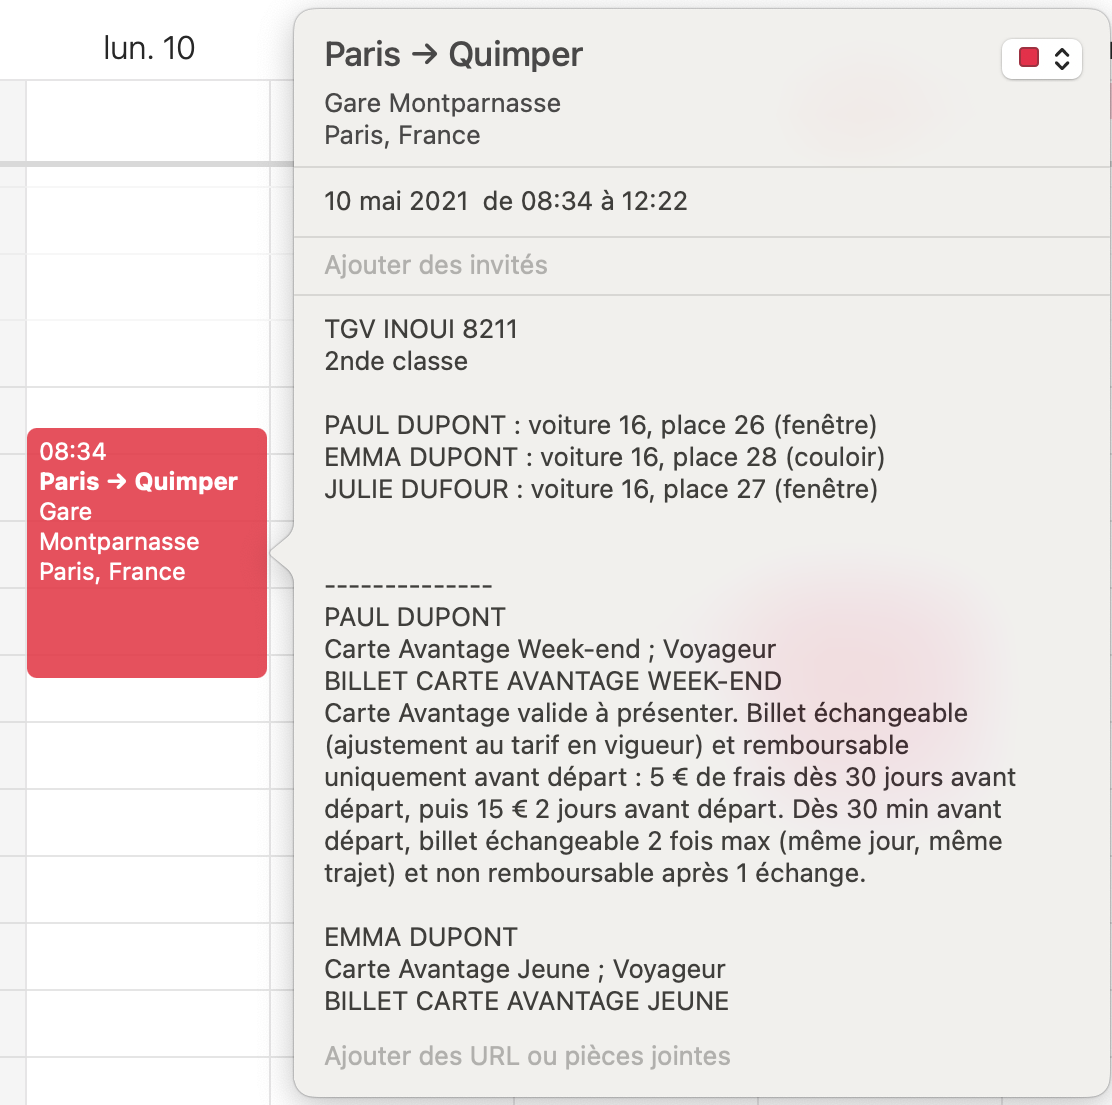 lun. 10
08:34
Paris → Quimper
Gare
Montparnasse
Paris, France
Paris → Quimper
Gare Montparnasse
Paris, France
10 mai 2021  de 08:34 à 12:22
Ajouter des invités
TGV INOUI 8211
2nde classe
PAUL DUPONT : voiture 16, place 26 (fenêtre)
EMMA DUPONT : voiture 16, place 28 (couloir)
JULIE DUFOUR : voiture 16, place 27 (fenêtre)
--------------
PAUL DUPONT
Carte Avantage Week-end ; Voyageur
BILLET CARTE AVANTAGE WEEK-END
Carte Avantage valide à présenter. Billet échangeable
(ajustement au tarif en vigueur) et remboursable
uniquement avant départ : 5 € de frais dès 30 jours avant
départ, puis 15 € 2 jours avant départ. Dès 30 min avant
départ, billet échangeable 2 fois max (même jour, même
trajet) et non remboursable après 1 échange.
EMMA DUPONT
Carte Avantage Jeune ; Voyageur
BILLET CARTE AVANTAGE JEUNE
Ajouter des URL ou pièces jointes